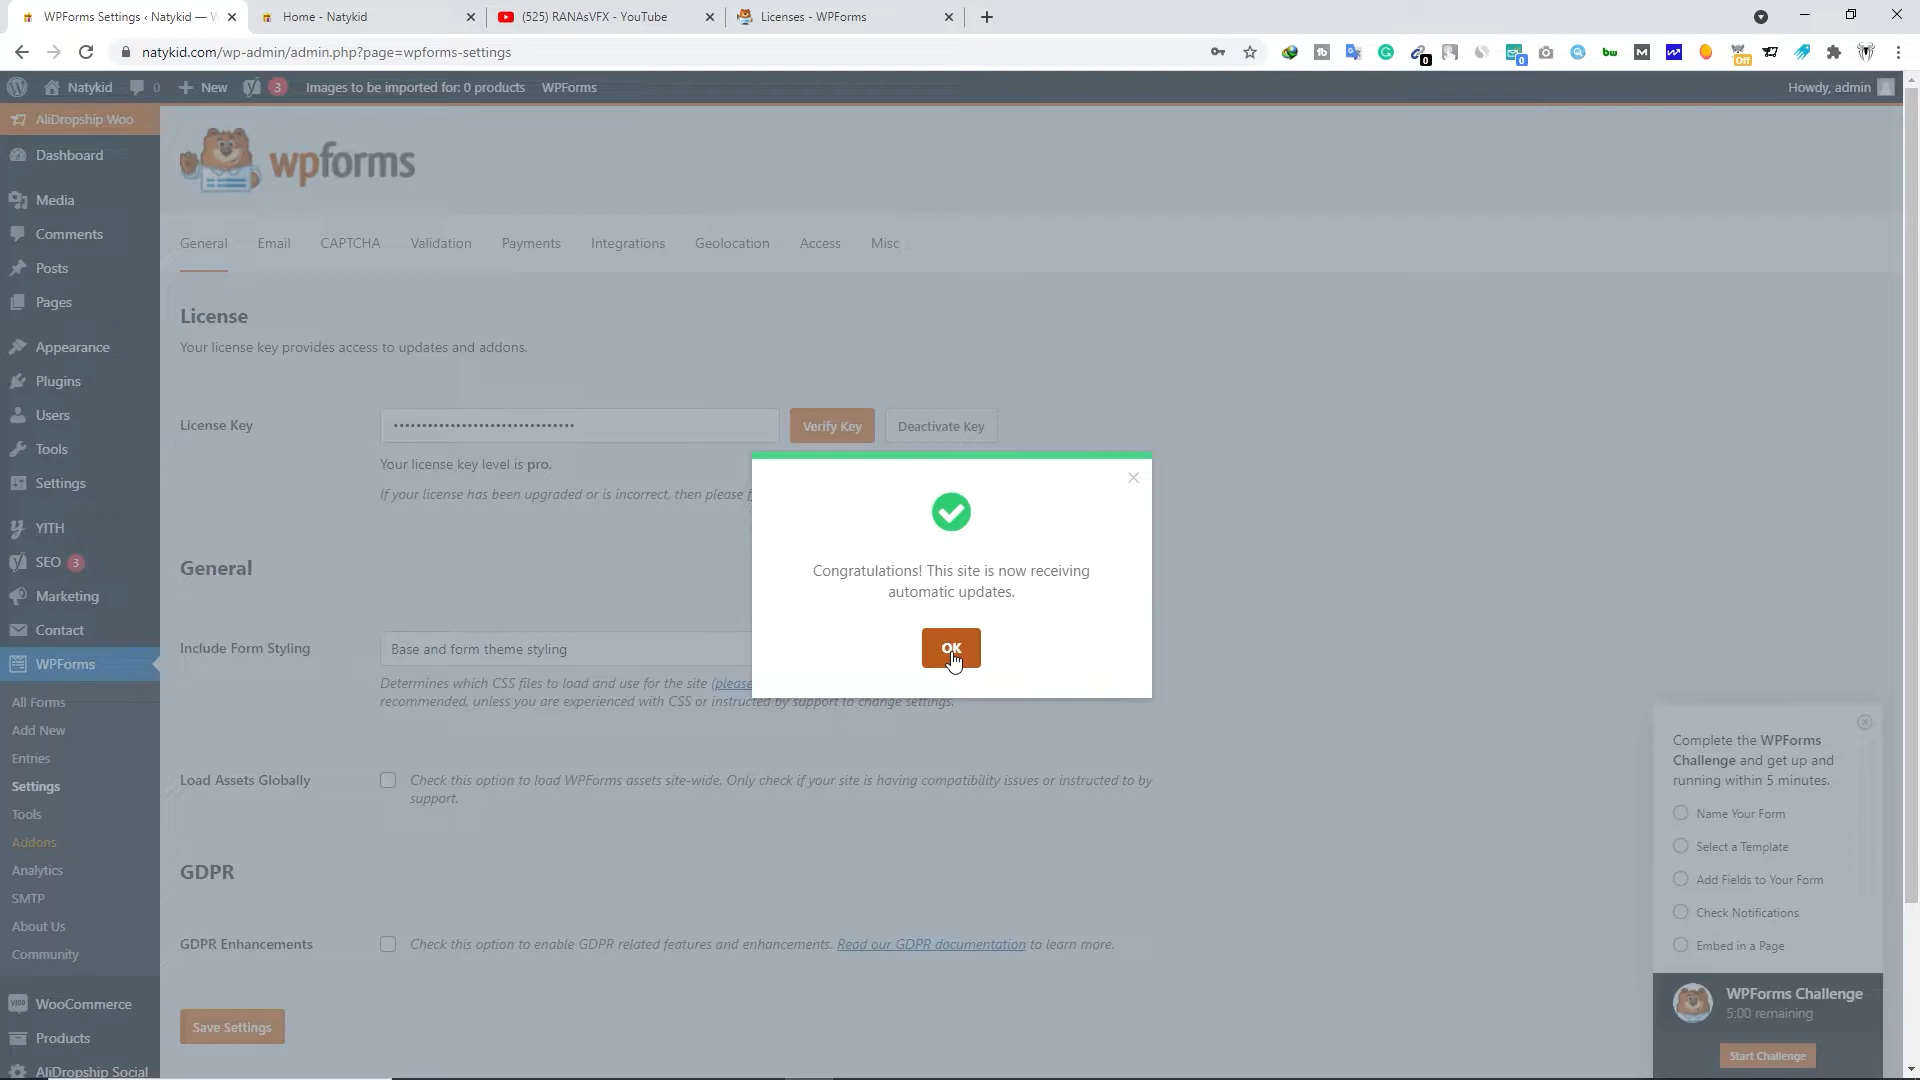 WPForms Settings ‹ Natykid — W
Home - Natykid
(525) RANAsVFX - YouTube
Licenses - WPForms
natykid.com/wp-admin/admin.php?page=wpforms-settings
Natykid
0
New
3
Images to be imported for: 0 products
WPForms
Howdy, admin
AliDropship Woo
Dashboard
Media
Comments
Posts
Pages
Appearance
Plugins
Users
Tools
Settings
YITH
SEO 3
Marketing
Contact
WPForms
All Forms
Add New
Entries
Settings
Tools
Addons
Analytics
SMTP
About Us
Community
WooCommerce
Products
AliDropship Social
wpforms
General
Email
CAPTCHA
Validation
Payments
Integrations
Geolocation
Access
Misc
License
Your license key provides access to updates and addons.
License Key
Verify Key
Deactivate Key
Your license key level is pro.
If your license has been upgraded or is incorrect, then please f
Congratulations! This site is now receiving
automatic updates.
OK
General
Include Form Styling
Base and form theme styling
Determines which CSS files to load and use for the site (please
recommended, unless you are experienced with CSS or instructed by support to change settings.
Load Assets Globally
Check this option to load WPForms assets site-wide. Only check if your site is having compatibility issues or instructed to by
support.
GDPR
GDPR Enhancements
Check this option to enable GDPR related features and enhancements. Read our GDPR documentation to learn more.
Save Settings
Complete the WPForms
Challenge and get up and
running within 5 minutes.
Name Your Form
Select a Template
Add Fields to Your Form
Check Notifications
Embed in a Page
WPForms Challenge
5:00 remaining
Start Challenge